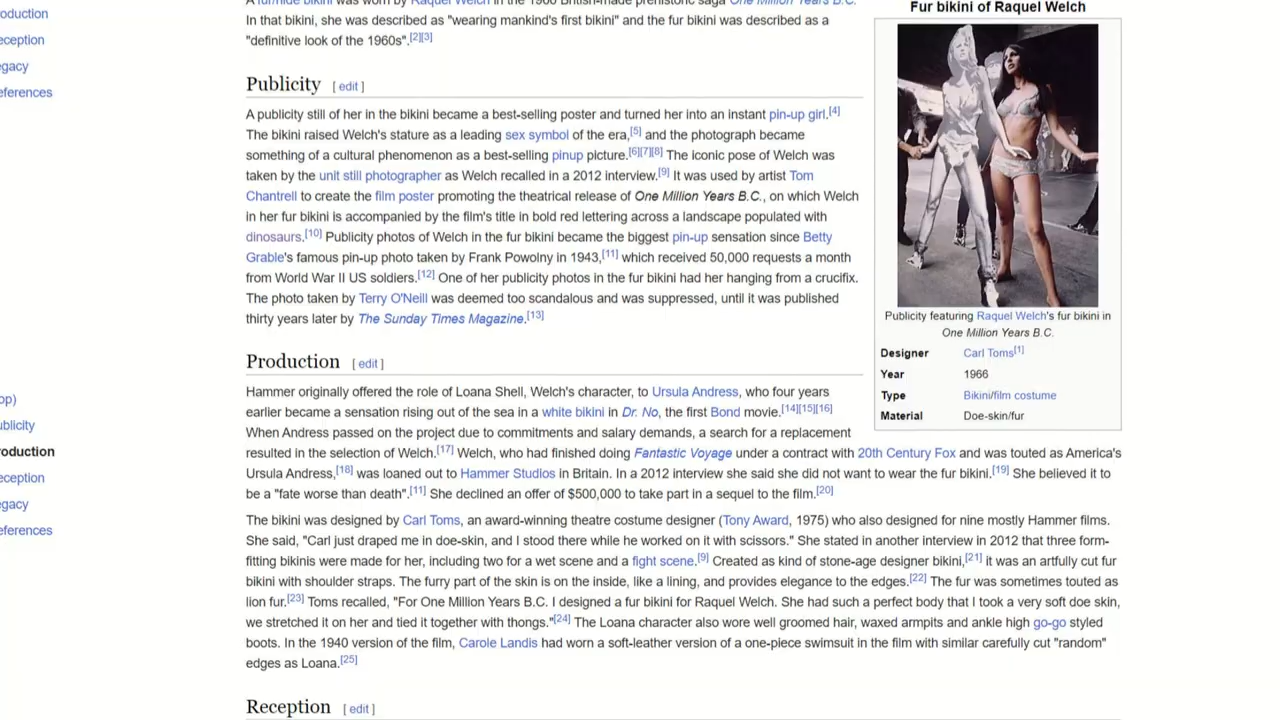 A fur/hide bikini was worn by Raquel Welch in the 1966 British-made prehistoric saga One Million Years B.C.
In that bikini, she was described as "wearing mankind's first bikini" and the fur bikini was described as a
"definitive look of the 1960s".[2][3]
Publicity [ edit ]
A publicity still of her in the bikini became a best-selling poster and turned her into an instant pin-up girl.[4]
The bikini raised Welch's stature as a leading sex symbol of the era,[5] and the photograph became
something of a cultural phenomenon as a best-selling pinup picture.[6][7][8] The iconic pose of Welch was
taken by the unit still photographer as Welch recalled in a 2012 interview.[9] It was used by artist Tom
Chantrell to create the film poster promoting the theatrical release of One Million Years B.C., on which Welch
in her fur bikini is accompanied by the film's title in bold red lettering across a landscape populated with
dinosaurs.[10] Publicity photos of Welch in the fur bikini became the biggest pin-up sensation since Betty
Grable's famous pin-up photo taken by Frank Powolny in 1943,[11] which received 50,000 requests a month
from World War II US soldiers.[12] One of her publicity photos in the fur bikini had her hanging from a crucifix.
The photo taken by Terry O'Neill was deemed too scandalous and was suppressed, until it was published
thirty years later by The Sunday Times Magazine.[13]
Production [ edit ]
Hammer originally offered the role of Loana Shell, Welch's character, to Ursula Andress, who four years
earlier became a sensation rising out of the sea in a white bikini in Dr. No, the first Bond movie.[14][15][16]
When Andress passed on the project due to commitments and salary demands, a search for a replacement
resulted in the selection of Welch.[17] Welch, who had finished doing Fantastic Voyage under a contract with 20th Century Fox and was touted as America's
Ursula Andress,[18] was loaned out to Hammer Studios in Britain. In a 2012 interview she said she did not want to wear the fur bikini.[19] She believed it to
be a "fate worse than death".[11] She declined an offer of $500,000 to take part in a sequel to the film.[20]
The bikini was designed by Carl Toms, an award-winning theatre costume designer (Tony Award, 1975) who also designed for nine mostly Hammer films.
She said, "Carl just draped me in doe-skin, and I stood there while he worked on it with scissors." She stated in another interview in 2012 that three form-
fitting bikinis were made for her, including two for a wet scene and a fight scene.[9] Created as kind of stone-age designer bikini,[21] it was an artfully cut fur
bikini with shoulder straps. The furry part of the skin is on the inside, like a lining, and provides elegance to the edges.[22] The fur was sometimes touted as
lion fur.[23] Toms recalled, "For One Million Years B.C. I designed a fur bikini for Raquel Welch. She had such a perfect body that I took a very soft doe skin,
we stretched it on her and tied it together with thongs."[24] The Loana character also wore well groomed hair, waxed armpits and ankle high go-go styled
boots. In the 1940 version of the film, Carole Landis had worn a soft-leather version of a one-piece swimsuit in the film with similar carefully cut "random"
edges as Loana.[25]
Reception [ edit ]
Fur bikini of Raquel Welch
Publicity featuring Raquel Welch's fur bikini in
One Million Years B.C.
Designer Carl Toms[1]
Year 1966
Type Bikini/film costume
Material Doe-skin/fur
roduction
eception
egacy
eferences
op)
ublicity
roduction
eception
egacy
eferences